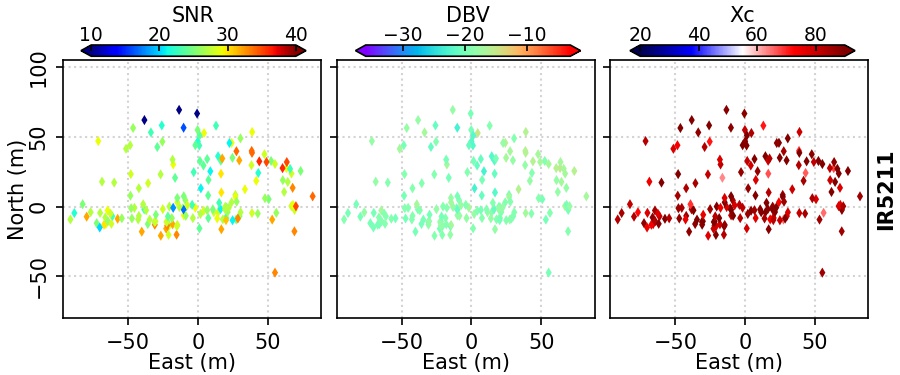 SNR DBV Xc
10 20 30 40 −30 −20 −10 20 40 60 80
100
50
0
−50
North (m)
−50 0 50 −50 0 50 −50 0 50
East (m) East (m) East (m)
IR5211